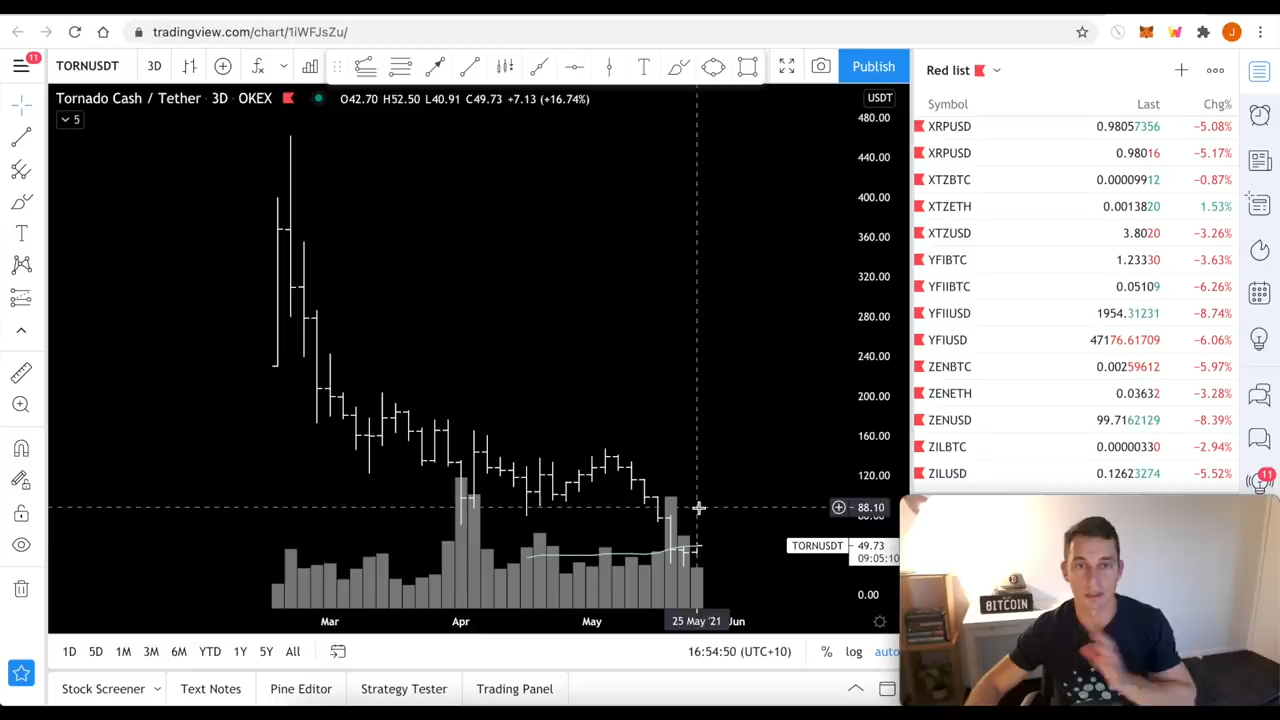 tradingview.com/chart/1iWFJsZu/
J
11
TORNUSDT
3D
Publish
Red list
Tornado Cash / Tether · 3D · OKEX
O42.70 H52.50 L40.91 C49.73 +7.13 (+16.74%)
USDT
5
Symbol Last Chg%
XRPUSD 0.98057356 −5.08%
XRPUSD 0.98016 −5.17%
XTZBTC 0.00009912 −0.87%
XTZETH 0.0013820 1.53%
XTZUSD 3.8020 −3.26%
YFIBTC 1.23330 −3.63%
YFIIBTC 0.05109 −6.26%
YFIIUSD 1954.31231 −8.74%
YFIUSD 47176.61709 −6.06%
ZENBTC 0.00259612 −5.97%
ZENETH 0.03632 −3.28%
ZENUSD 99.7162129 −8.39%
ZILBTC 0.00000330 −2.94%
ZILUSD 0.12623274 −5.52%
11
480.00
440.00
400.00
360.00
320.00
280.00
240.00
200.00
160.00
120.00
88.10
80.00
TORNUSDT 49.73
09:05:10
0.00
Mar Apr May 25 May '21 Jun
1D 5D 1M 3M 6M YTD 1Y 5Y All
16:54:50 (UTC+10) % log auto
Stock Screener Text Notes Pine Editor Strategy Tester Trading Panel
B
BITCOIN